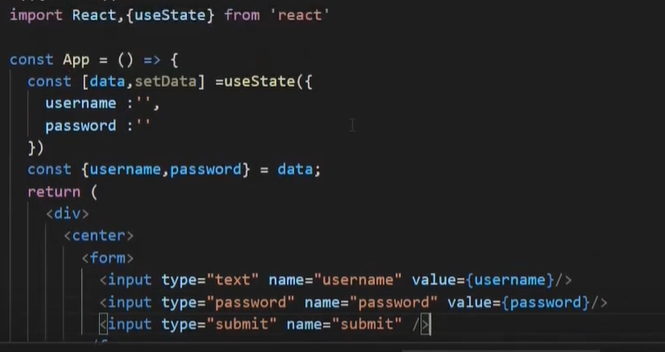 import React,{useState} from 'react'
const App = () => {
const [data,setData] =useState({
username :'',
password :''
})
const {username,password} = data;
return (
<div>
<center>
<form>
<input type="text" name="username" value={username}/>
<input type="password" name="password" value={password}/>
<input type="submit" name="submit" />